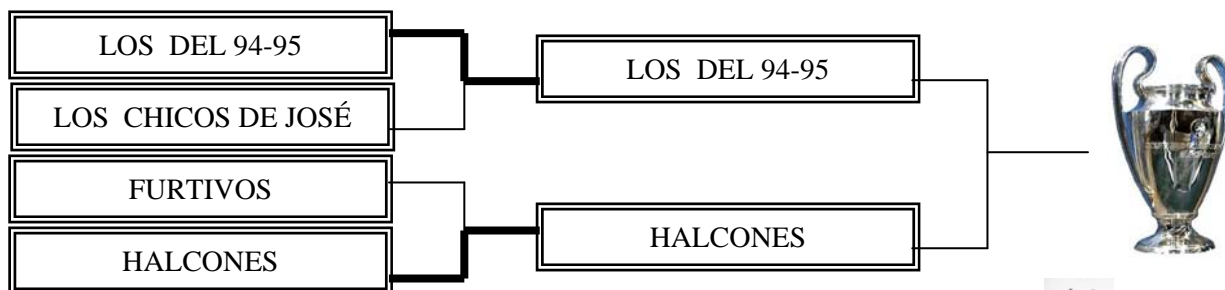 LOS DEL 94-95
LOS CHICOS DE JOSÉ
FURTIVOS
HALCONES
LOS DEL 94-95
HALCONES